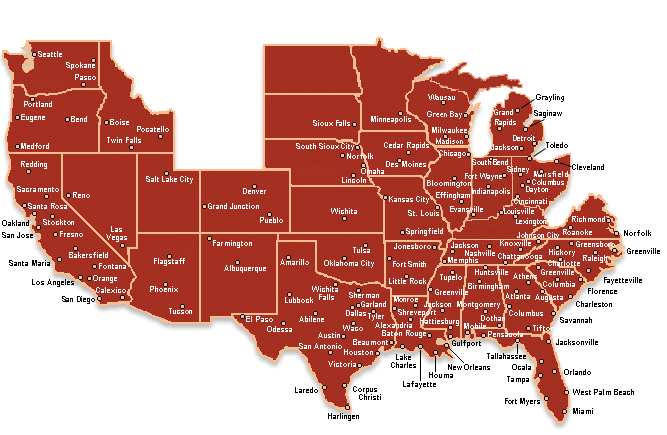 Seattle
Spokane
Pasco
Portland
Eugene
Bend
Medford
Boise
Pocatello
Twin Falls
Redding
Sacramento
Santa Rosa
Oakland
Stockton
San Jose
Fresno
Reno
Las
Vegas
Bakersfield
Santa Maria
Fontana
Los Angeles
Orange
Calexico
San Diego
Salt Lake City
Denver
Grand Junction
Pueblo
Flagstaff
Phoenix
Tucson
Farmington
Albuquerque
Sioux Falls
South Sioux City
Norfolk
Omaha
Lincoln
Wichita
Tulsa
Oklahoma City
Amarillo
Lubbock
Wichita
Falls
Sherman
Garland
Dallas
Tyler
El Paso
Odessa
Abilene
Waco
Austin
San Antonio
Houston
Beaumont
Victoria
Laredo
Corpus
Christi
Harlingen
Minneapolis
Cedar Rapids
Des Moines
Kansas City
St. Louis
Springfield
Jonesboro
Fort Smith
Little Rock
Monroe
Shreveport
Alexandria
Baton Rouge
Lake
Charles
Lafayette
Houma
New Orleans
Gulfport
Wausau
Green Bay
Milwaukee
Madison
Chicago
Bloomington
Effingham
Evansville
South Bend
Fort Wayne
Indianapolis
Grand
Rapids
Grayling
Saginaw
Detroit
Jackson
Toledo
Cleveland
Sidney
Mansfield
Columbus
Dayton
Cincinnati
Louisville
Lexington
Jackson
Nashville
Memphis
Knoxville
Chattanooga
Johnson City
Tupelo
Greenville
Jackson
Hattiesburg
Huntsville
Birmingham
Montgomery
Dothan
Mobile
Pensacola
Athens
Atlanta
Augusta
Columbus
Tifton
Savannah
Richmond
Norfolk
Roanoke
Greensboro
Greenville
Hickory
Raleigh
Charlotte
Fayetteville
Greenville
Columbia
Florence
Charleston
Jacksonville
Tallahassee
Ocala
Orlando
Tampa
West Palm Beach
Fort Myers
Miami